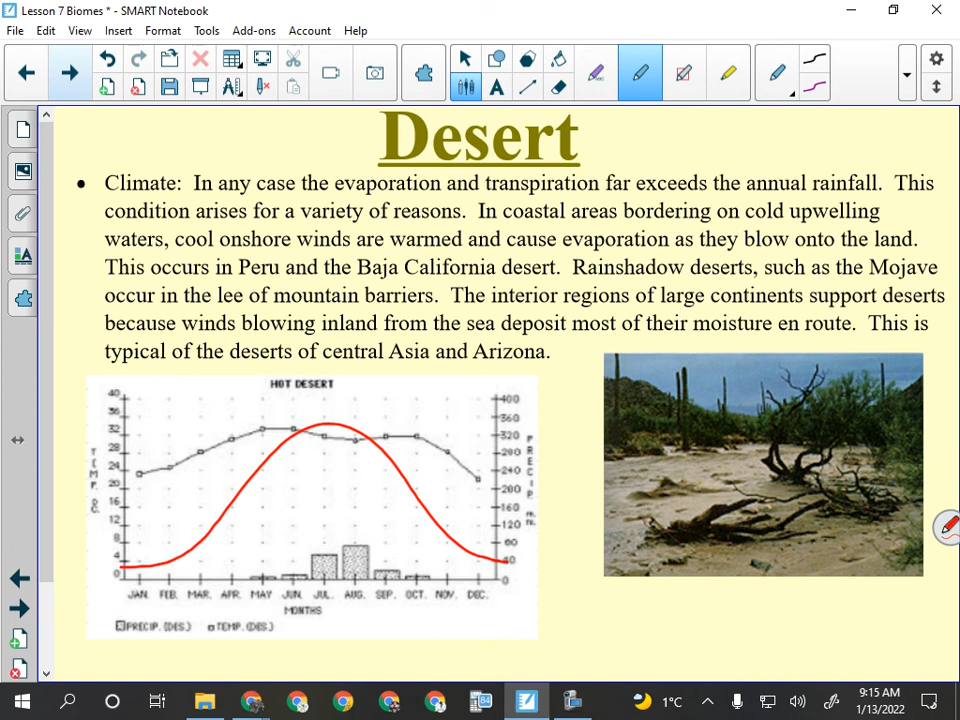 Lesson 7 Biomes * - SMART Notebook
File Edit View Insert Format Tools Add-ons Account Help
Desert
• Climate: In any case the evaporation and transpiration far exceeds the annual rainfall. This
condition arises for a variety of reasons. In coastal areas bordering on cold upwelling
waters, cool onshore winds are warmed and cause evaporation as they blow onto the land.
This occurs in Peru and the Baja California desert. Rainshadow deserts, such as the Mojave
occur in the lee of mountain barriers. The interior regions of large continents support deserts
because winds blowing inland from the sea deposit most of their moisture en route. This is
typical of the deserts of central Asia and Arizona.
HOT DESERT
40 400
36 360
32 320
28 280
24 240
20 200
16 160
12 120
8 80
4 40
0 0
TEMP. °C
PRECIP. mm.
JAN. FEB. MAR. APR. MAY JUN. JUL. AUG. SEP. OCT. NOV. DEC.
MONTHS
PRECIP.(DES.) TEMP.(DES.)
1°C
9:15 AM
1/13/2022